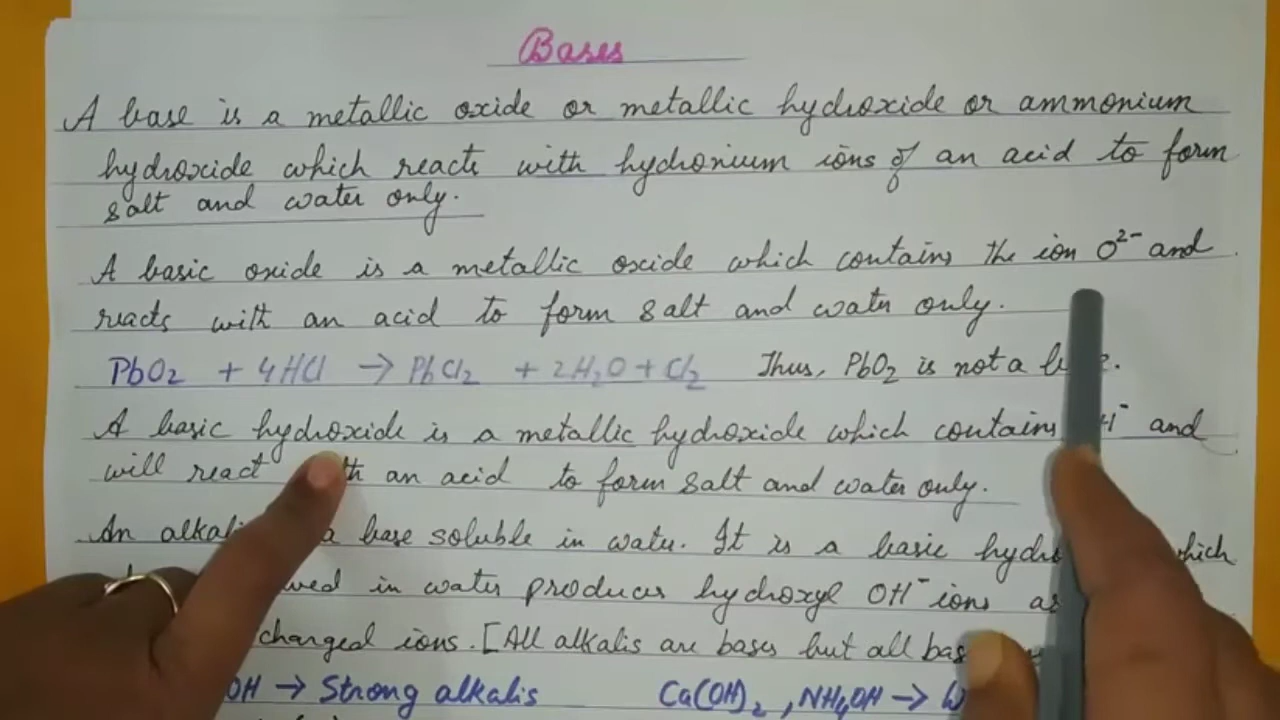 Bases
A base is a metallic oxide or metallic hydroxide or ammonium
hydroxide which reacts with hydronium ions of an acid to form
salt and water only.
A basic oxide is a metallic oxide which contains the ion O²⁻ and
reacts with an acid to form salt and water only.
PbO₂ + 4HCl → PbCl₂ + 2H₂O + Cl₂ Thus, PbO₂ is not a
A basic hydroxide is a metallic hydroxide which contains and
will react an acid to form salt and water only.
An a base soluble in water. It is a basic
in water produces hydroxyl OH⁻ ions
charged ions. [All alkalis are bases but all
OH → Strong alkalis Ca(OH)₂, NH₄OH →